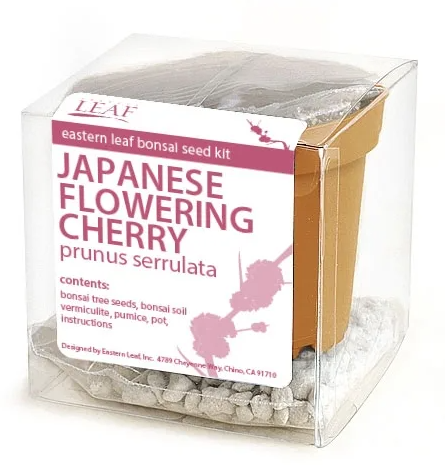 LEAF
eastern leaf bonsai seed kit
JAPANESE
FLOWERING
CHERRY
prunus serrulata
contents:
bonsai tree seeds, bonsai soil
vermiculite, pumice, pot,
instructions
Designed by Eastern Leaf, Inc. 4789 Cheyenne Way, Chino, CA 91710